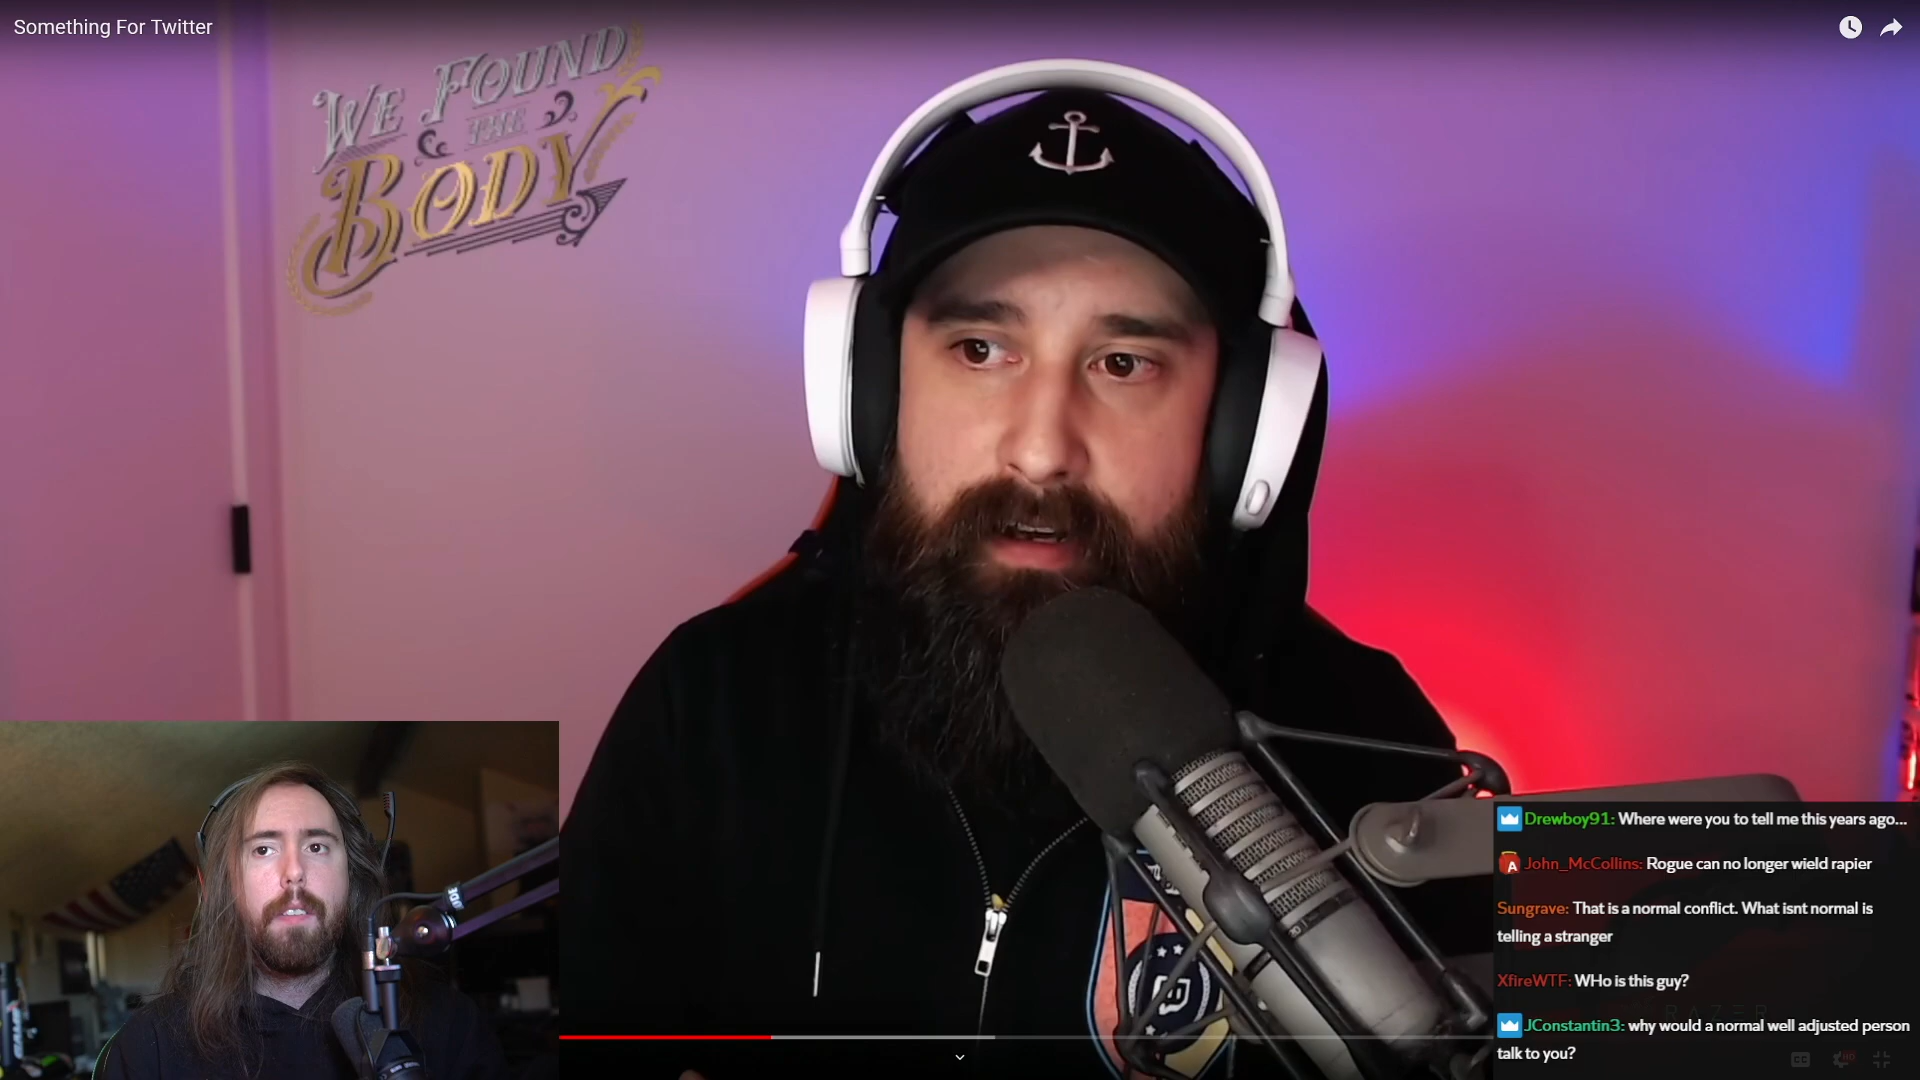 Something For Twitter
WE FOUND
THE
BODY
Drewboy91: Where were you to tell me this years ago...
John_McCollins: Rogue can no longer wield rapier
Sungrave: That is a normal conflict. What isnt normal is
telling a stranger
XfireWTF: WHo is this guy?
RAZER
JConstantin3: why would a normal well adjusted person
talk to you?